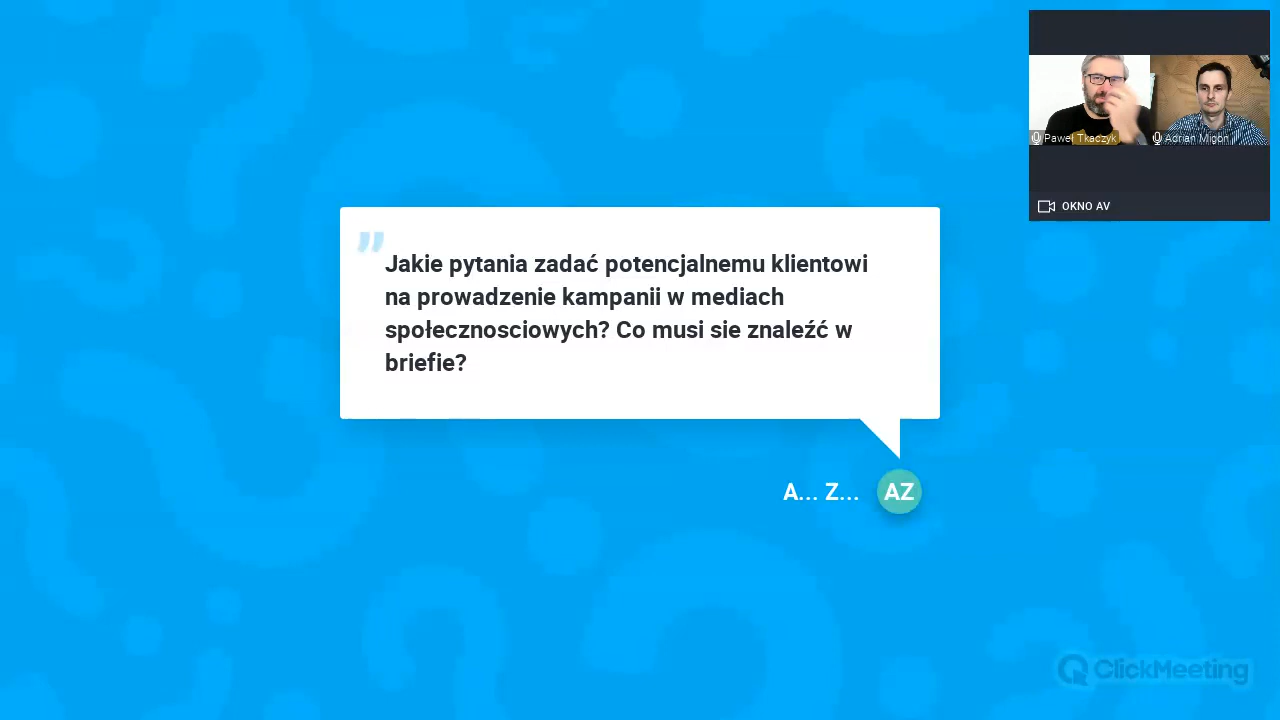 Paweł Tkaczyk
Adrian Migoń
OKNO AV
Jakie pytania zadać potencjalnemu klientowi
na prowadzenie kampanii w mediach
społecznosciowych? Co musi sie znaleźć w
briefie?
A... Z...
AZ
ClickMeeting